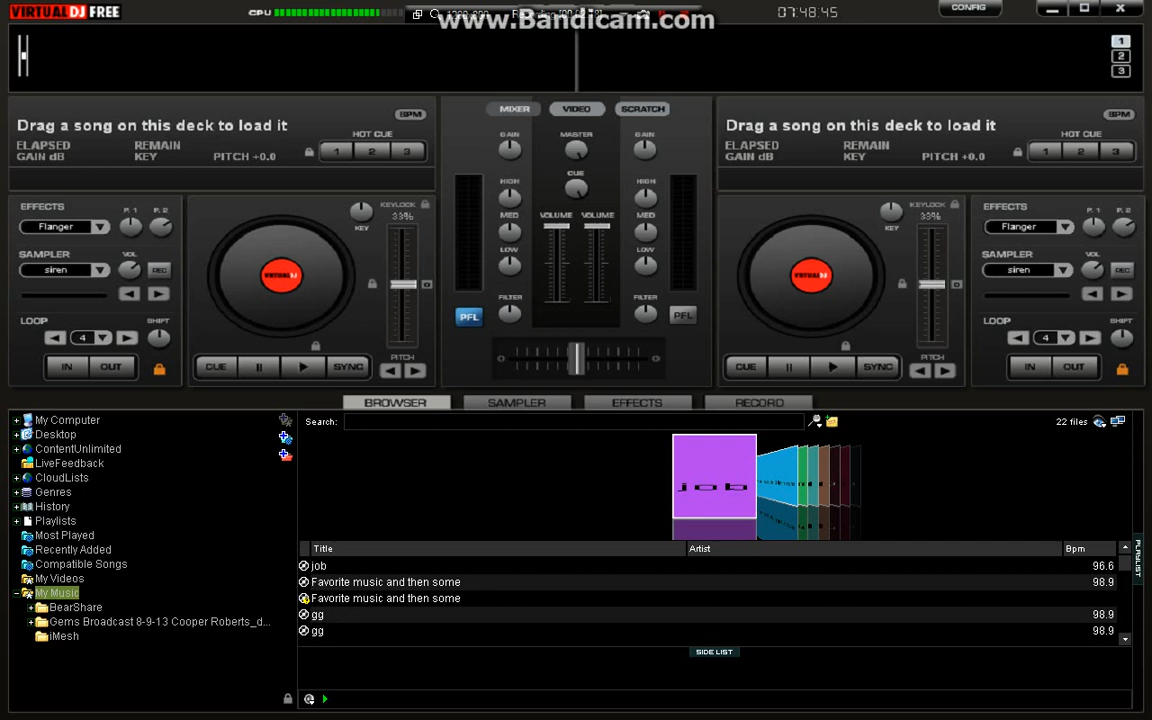 VIRTUAL DJ FREE
CPU
www.Bandicam.com
07:48:45
CONFIG
1
2
3
Drag a song on this deck to load it
BPM
ELAPSED
REMAIN
HOT CUE
GAIN dB
KEY
PITCH +0.0
1 2 3
MIXER
VIDEO
SCRATCH
GAIN
MASTER
GAIN
CUE
HIGH
HIGH
MED
VOLUME
VOLUME
MED
LOW
LOW
FILTER
FILTER
PFL
PFL
Drag a song on this deck to load it
BPM
ELAPSED
REMAIN
HOT CUE
GAIN dB
KEY
PITCH +0.0
1 2 3
EFFECTS
P. 1
P. 2
Flanger
SAMPLER
VOL
siren
REC
LOOP
SHIFT
4
IN
OUT
KEYLOCK
33%
KEY
VIRTUAL DJ
CUE
SYNC
PITCH
KEYLOCK
33%
KEY
VIRTUAL DJ
CUE
SYNC
PITCH
EFFECTS
P. 1
P. 2
Flanger
SAMPLER
VOL
siren
REC
LOOP
SHIFT
4
IN
OUT
BROWSER
SAMPLER
EFFECTS
RECORD
My Computer
Desktop
ContentUnlimited
LiveFeedback
CloudLists
Genres
History
Playlists
Most Played
Recently Added
Compatible Songs
My Videos
My Music
BearShare
Gems Broadcast 8-9-13 Cooper Roberts_d...
iMesh
Search:
22 files
job
Title
Artist
Bpm
job
96.6
Favorite music and then some
98.9
Favorite music and then some
gg
98.9
gg
98.9
PLAYLIST
SIDE LIST